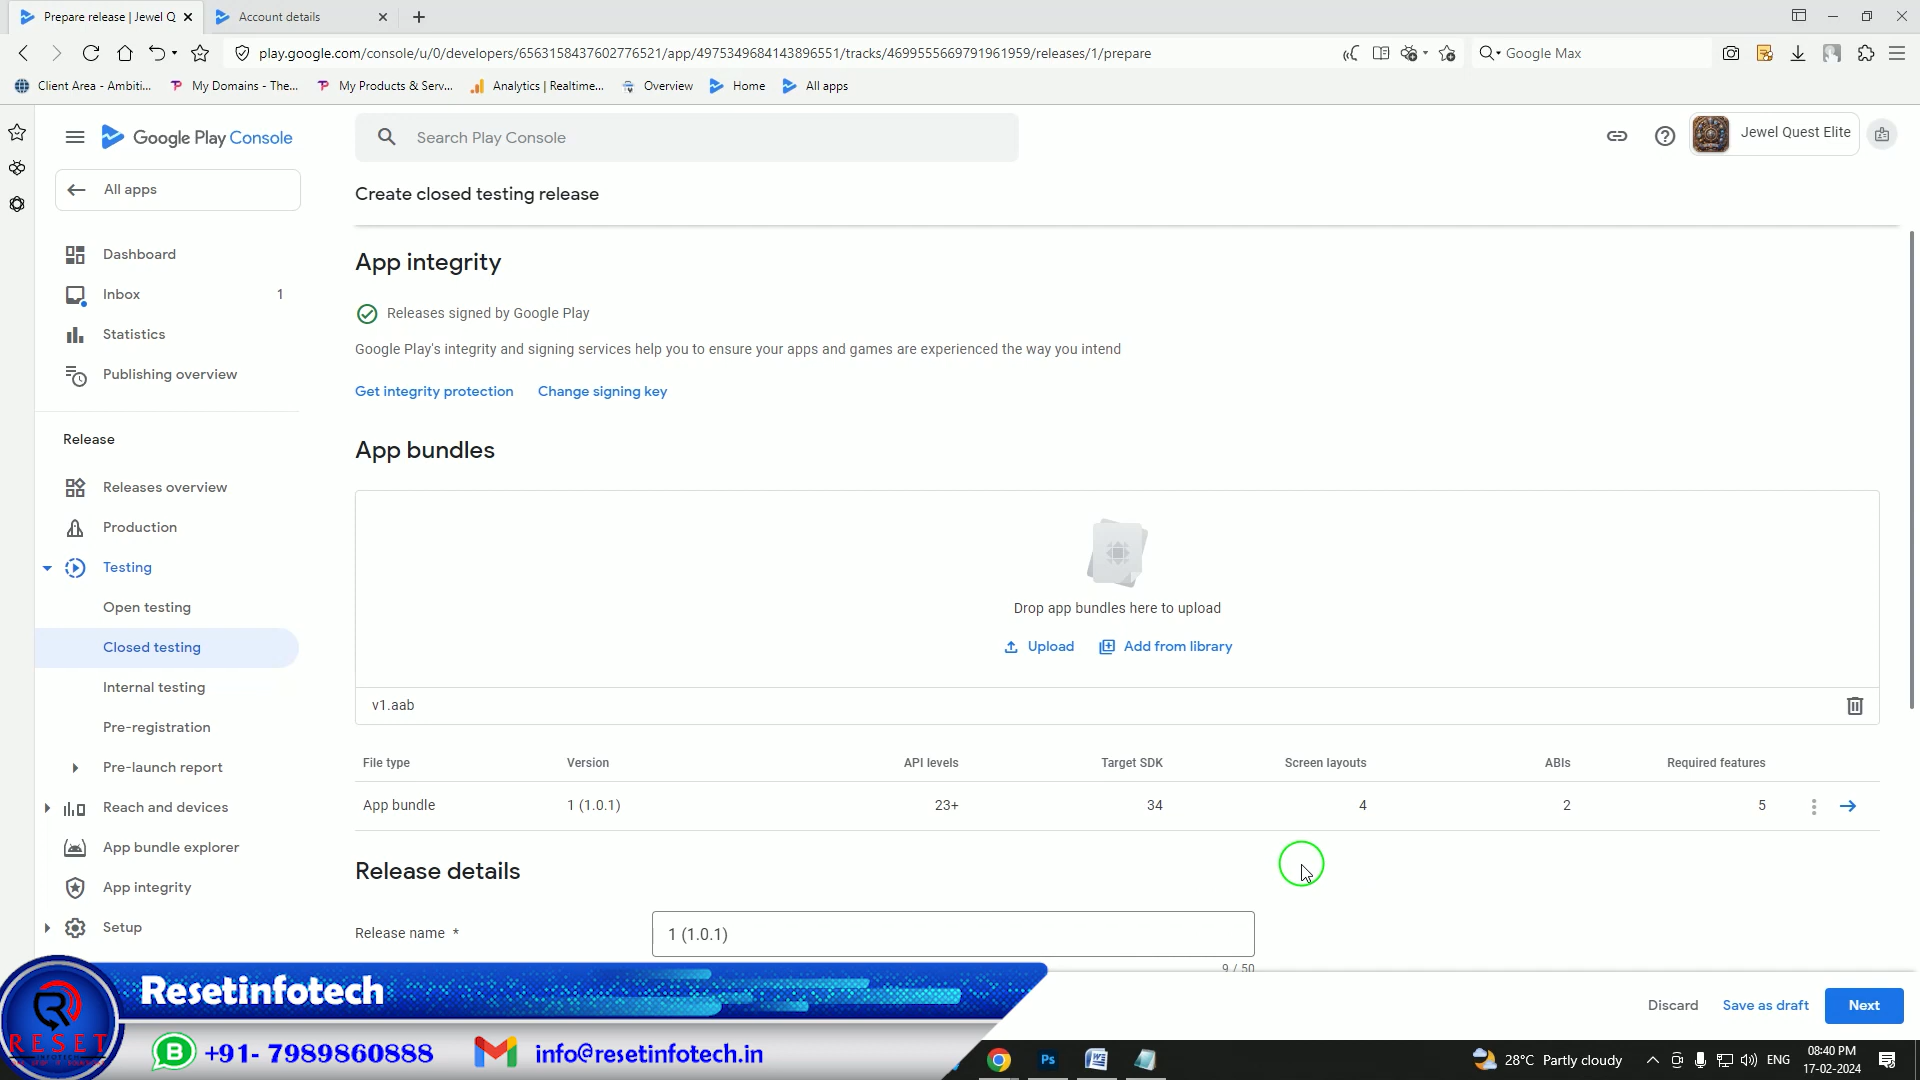 Prepare release | Jewel Q
Account details
play.google.com/console/u/0/developers/6563158437602776521/app/4975349684143896551/tracks/4699555669791961959/releases/1/prepare
Google Max
Client Area - Ambiti...
My Domains - The...
My Products & Serv...
Analytics | Realtime...
Overview
Home
All apps
Google Play Console
Search Play Console
Jewel Quest Elite
All apps
Create closed testing release
Dashboard
Inbox 1
Statistics
Publishing overview
Release
Releases overview
Production
Testing
Open testing
Closed testing
Internal testing
Pre-registration
Pre-launch report
Reach and devices
App bundle explorer
App integrity
Setup
App integrity
Releases signed by Google Play
Google Play's integrity and signing services help you to ensure your apps and games are experienced the way you intend
Get integrity protection Change signing key
App bundles
Drop app bundles here to upload
Upload Add from library
v1.aab
File type Version API levels Target SDK Screen layouts ABIs Required features
App bundle 1 (1.0.1) 23+ 34 4 2 5
Release details
Release name *
1 (1.0.1)
9 / 50
Discard Save as draft Next
Resetinfotech
RESET
+91- 7989860888
info@resetinfotech.in
Ps
28°C Partly cloudy
ENG
08:40 PM
17-02-2024